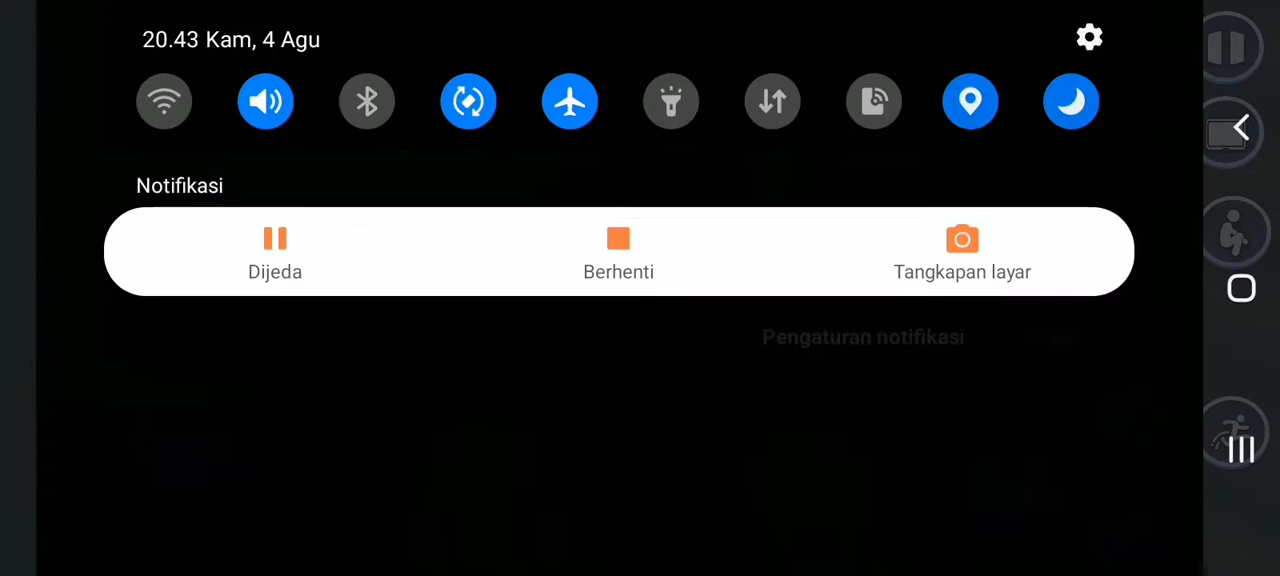 20.43 Kam, 4 Agu
Notifikasi
Dijeda
Berhenti
Tangkapan layar
Pengaturan notifikasi